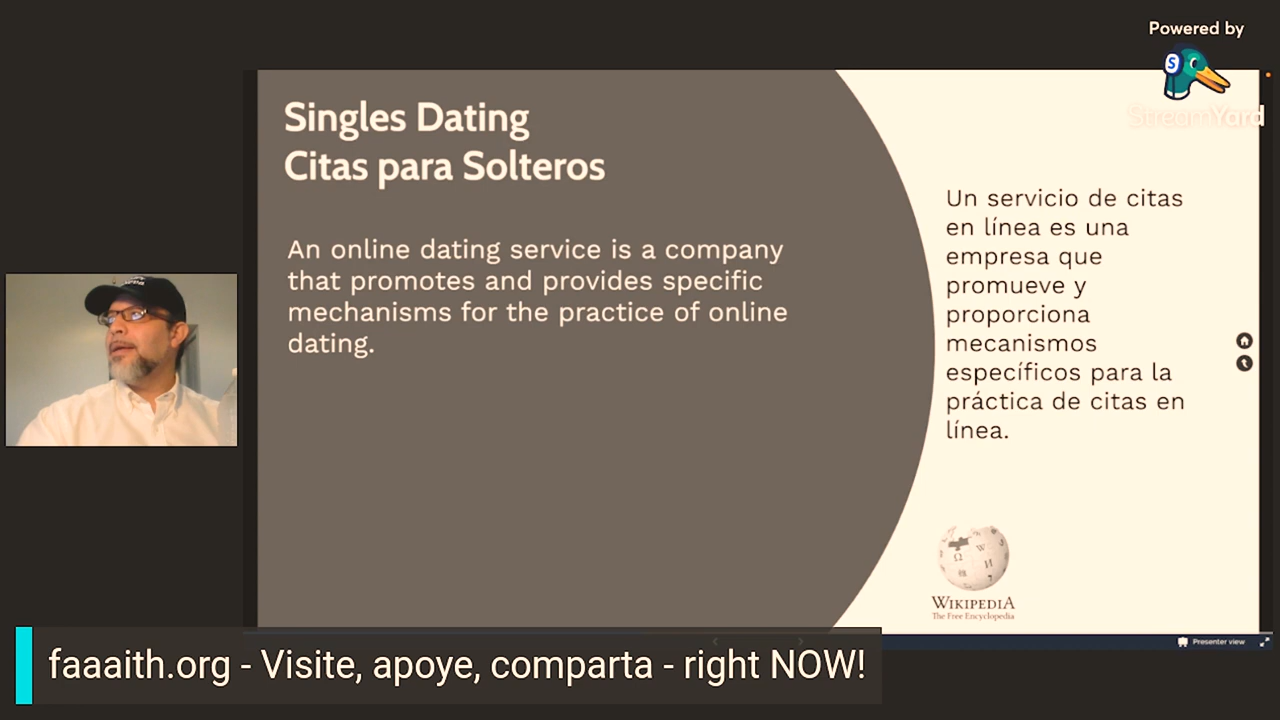 Powered by
StreamYard
Singles Dating
Citas para Solteros
An online dating service is a company
that promotes and provides specific
mechanisms for the practice of online
dating.
Un servicio de citas
en línea es una
empresa que
promueve y
proporciona
mecanismos
específicos para la
práctica de citas en
línea.
WIKIPEDIA
The Free Encyclopedia
Presenter view
faaaith.org - Visite, apoye, comparta - right NOW!